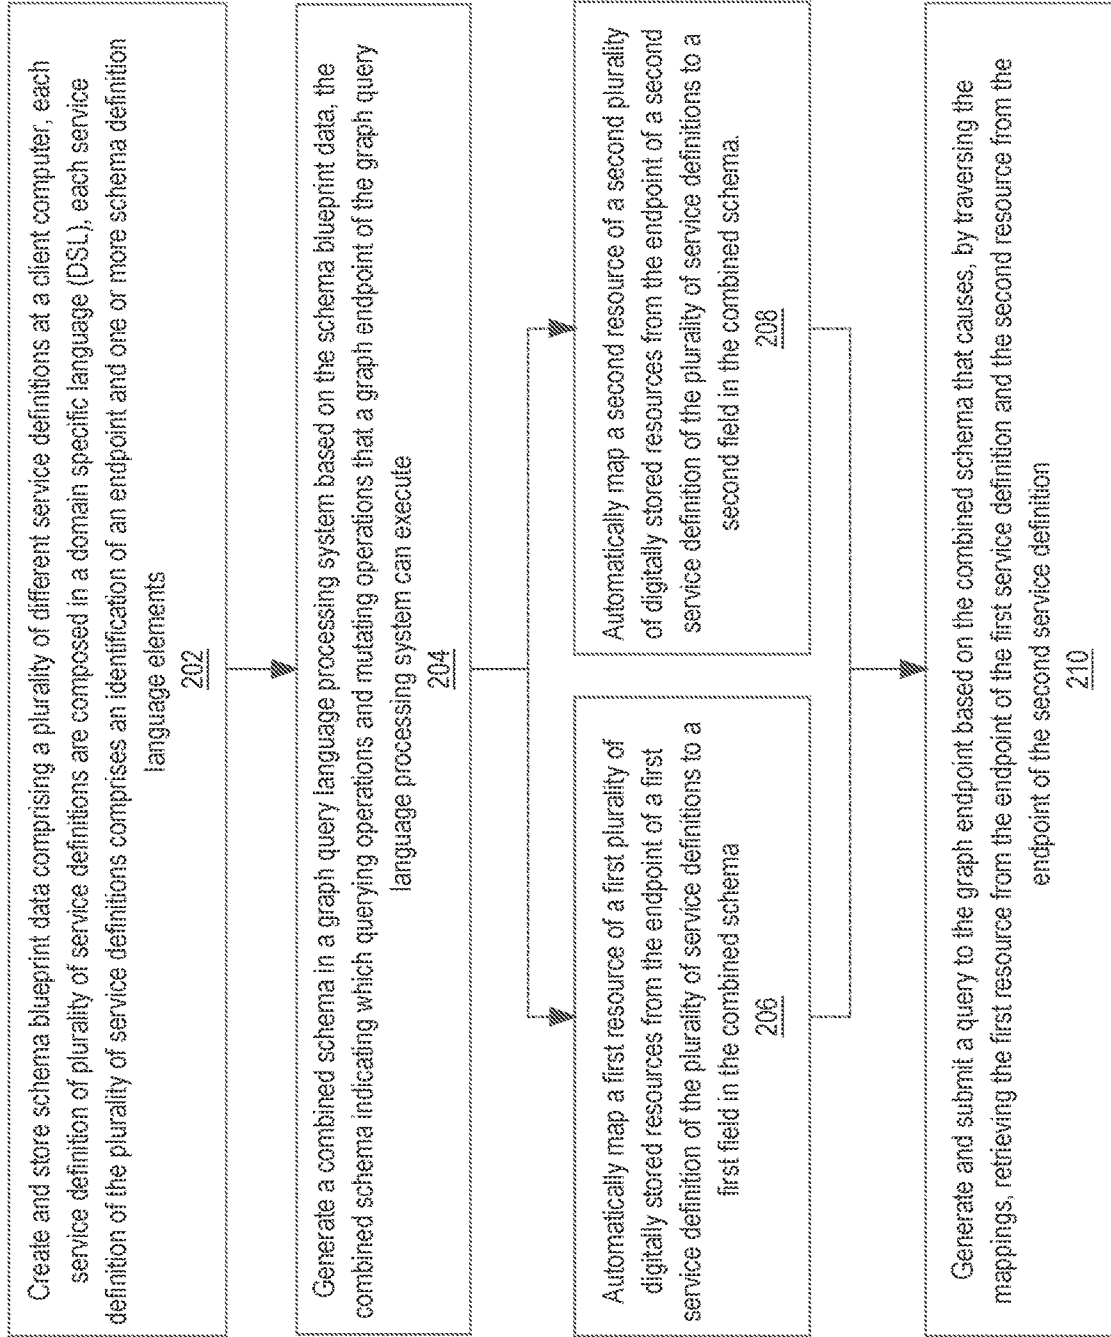 Create and store schema blueprint data comprising a plurality of different service definitions at a client computer, each
service definition of plurality of service definitions are composed in a domain specific language (DSL), each service
definition of the plurality of service definitions comprises an identification of an endpoint and one or more schema definition
language elements
202
Generate a combined schema in a graph query language processing system based on the schema blueprint data, the
combined schema indicating which querying operations and mutating operations that a graph endpoint of the graph query
language processing system can execute
204
Automatically map a first resource of a first plurality of
digitally stored resources from the endpoint of a first
service definition of the plurality of service definitions to a
first field in the combined schema
206
Automatically map a second resource of a second plurality
of digitally stored resources from the endpoint of a second
service definition of the plurality of service definitions to a
second field in the combined schema.
208
Generate and submit a query to the graph endpoint based on the combined schema that causes, by traversing the
mappings, retrieving the first resource from the endpoint of the first service definition and the second resource from the
endpoint of the second service definition
210